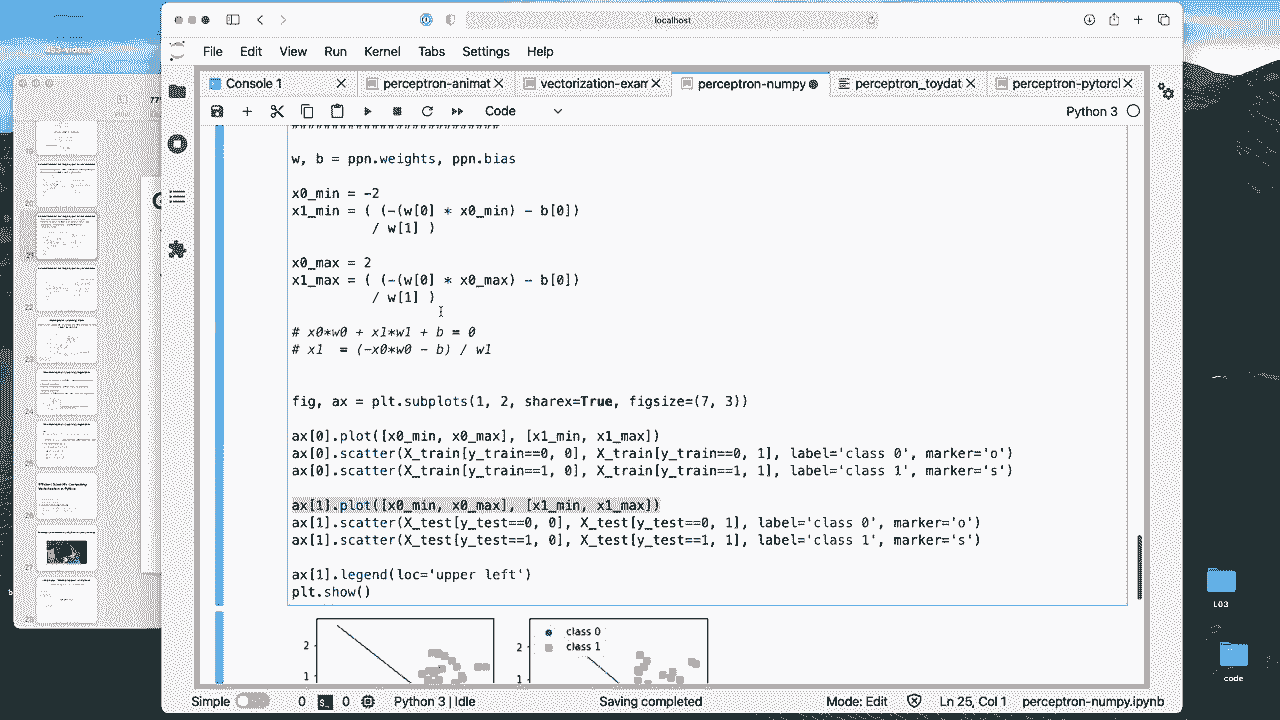 localhost
File Edit View Run Kernel Tabs Settings Help
Console 1 perceptron-animat vectorization-exam perceptron-numpy perceptron_toydat perceptron-pytorcl
Code Python 3
########################
w, b = ppn.weights, ppn.bias
x0_min = -2
x1_min = ( (-(w[0] * x0_min) - b[0])
/ w[1] )
x0_max = 2
x1_max = ( (-(w[0] * x0_max) - b[0])
/ w[1] )
# x0*w0 + x1*w1 + b = 0
# x1  = (-x0*w0 - b) / w1
fig, ax = plt.subplots(1, 2, sharex=True, figsize=(7, 3))
ax[0].plot([x0_min, x0_max], [x1_min, x1_max])
ax[0].scatter(X_train[y_train==0, 0], X_train[y_train==0, 1], label='class 0', marker='o')
ax[0].scatter(X_train[y_train==1, 0], X_train[y_train==1, 1], label='class 1', marker='s')
ax[1].plot([x0_min, x0_max], [x1_min, x1_max])
ax[1].scatter(X_test[y_test==0, 0], X_test[y_test==0, 1], label='class 0', marker='o')
ax[1].scatter(X_test[y_test==1, 0], X_test[y_test==1, 1], label='class 1', marker='s')
ax[1].legend(loc='upper left')
plt.show()
2 2 class 0
class 1
1 1
Simple 0 0 Python 3 | Idle Saving completed Mode: Edit Ln 25, Col 1 perceptron-numpy.ipynb
L03
code